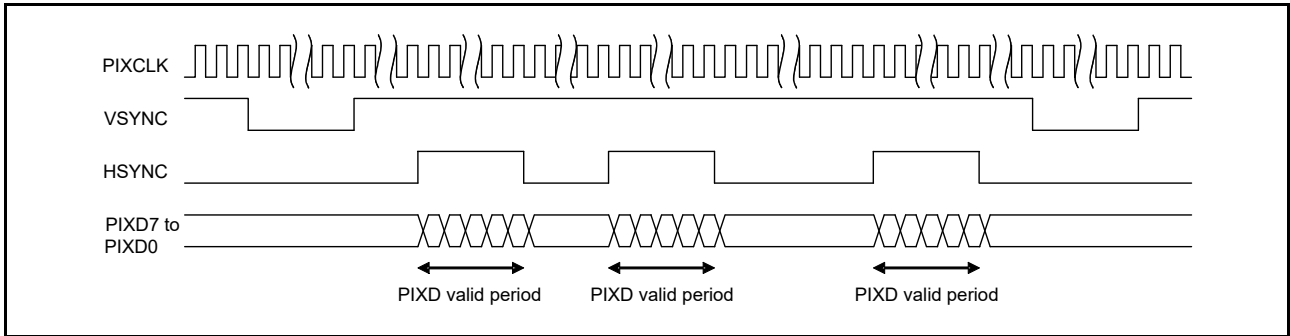 PIXCLK
VSYNC
HSYNC
PIXD7 to
PIXD0
PIXD valid period
PIXD valid period
PIXD valid period